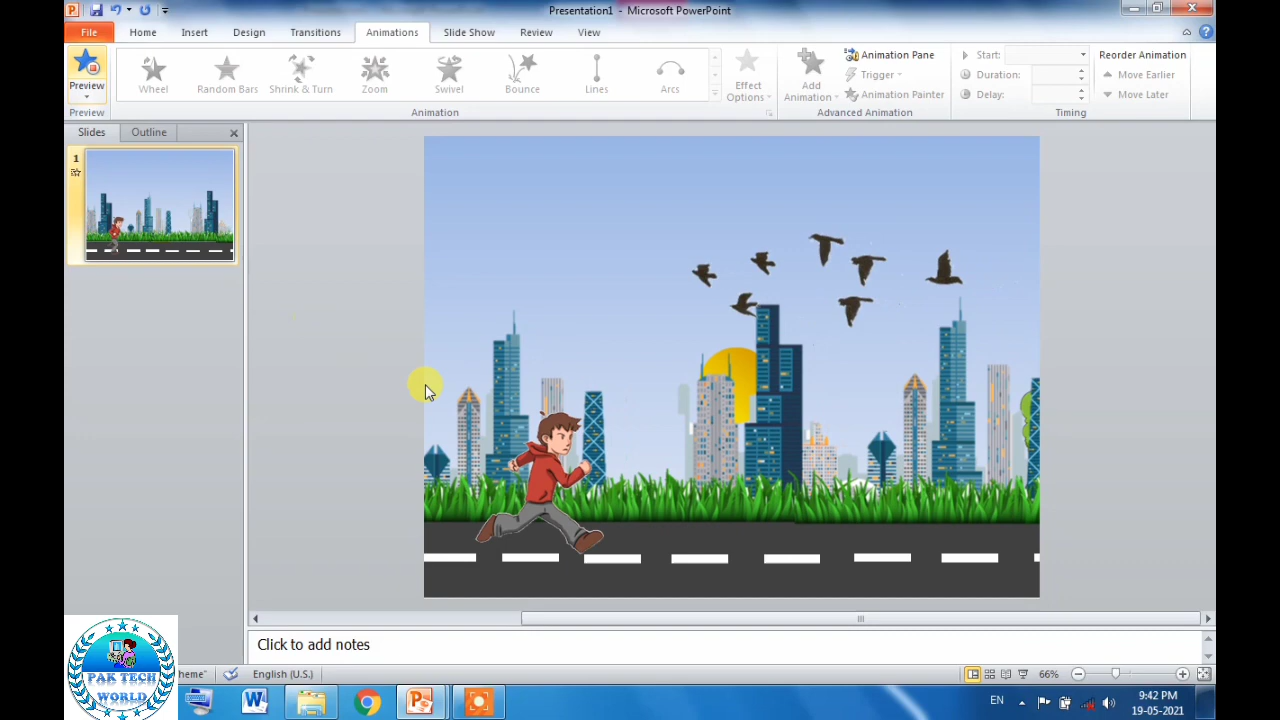 Presentation1 - Microsoft PowerPoint
File Home Insert Design Transitions Animations Slide Show Review View
Preview
Wheel Random Bars Shrink & Turn Zoom Swivel Bounce Lines Arcs
Effect Options
Add Animation
Animation Pane
Trigger
Animation Painter
Start:
Duration:
Delay:
Reorder Animation
Move Earlier
Move Later
Preview Animation Advanced Animation Timing
Slides Outline
1
Click to add notes
heme" English (U.S.) 66%
PAK TECH
WORLD
EN
9:42 PM
19-05-2021